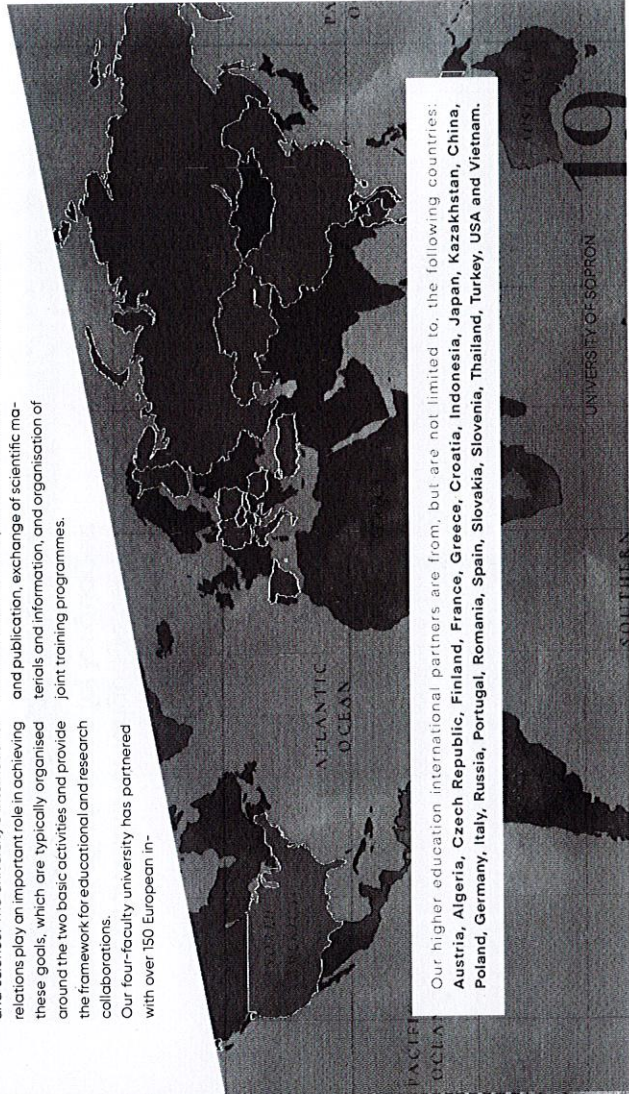 relations play an important role in achieving
these goals, which are typically organised
around the two basic activities and provide
the framework for educational and research
collaborations.
Our four-faculty university has partnered
with over 150 European in-
and publication, exchange of scientific ma-
terials and information, and organisation of
joint training programmes.
ATLANTIC
OCEAN
Our higher education international partners are from, but are not limited to, the following countries:
Austria, Algeria, Czech Republic, Finland, France, Greece, Croatia, Indonesia, Japan, Kazakhstan, China,
Poland, Germany, Italy, Russia, Portugal, Romania, Spain, Slovakia, Slovenia, Thailand, Turkey, USA and Vietnam.
SOUTHERN
UNIVERSITY OF SOPRON
19